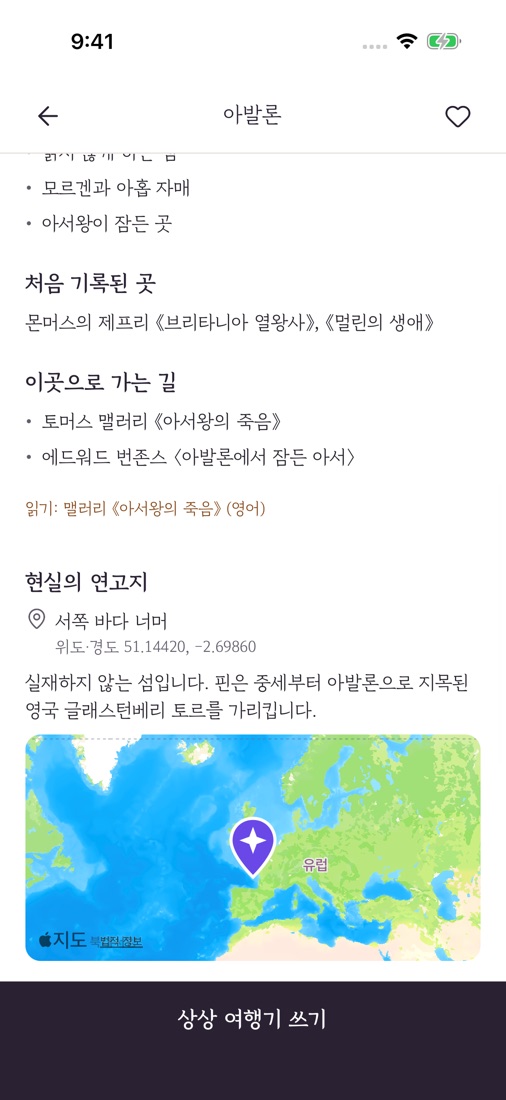 9:41
아발론
• 모르겐과 아홉 자매
• 아서왕이 잠든 곳
처음 기록된 곳
몬머스의 제프리 《브리타니아 열왕사》, 《멀린의 생애》
이곳으로 가는 길
• 토머스 맬러리 《아서왕의 죽음》
• 에드워드 번존스 〈아발론에서 잠든 아서〉
읽기: 맬러리 《아서왕의 죽음》 (영어)
현실의 연고지
서쪽 바다 너머
위도·경도 51.14420, -2.69860
실재하지 않는 섬입니다. 핀은 중세부터 아발론으로 지목된
영국 글래스턴베리 토르를 가리킵니다.
유럽
지도
상상 여행기 쓰기